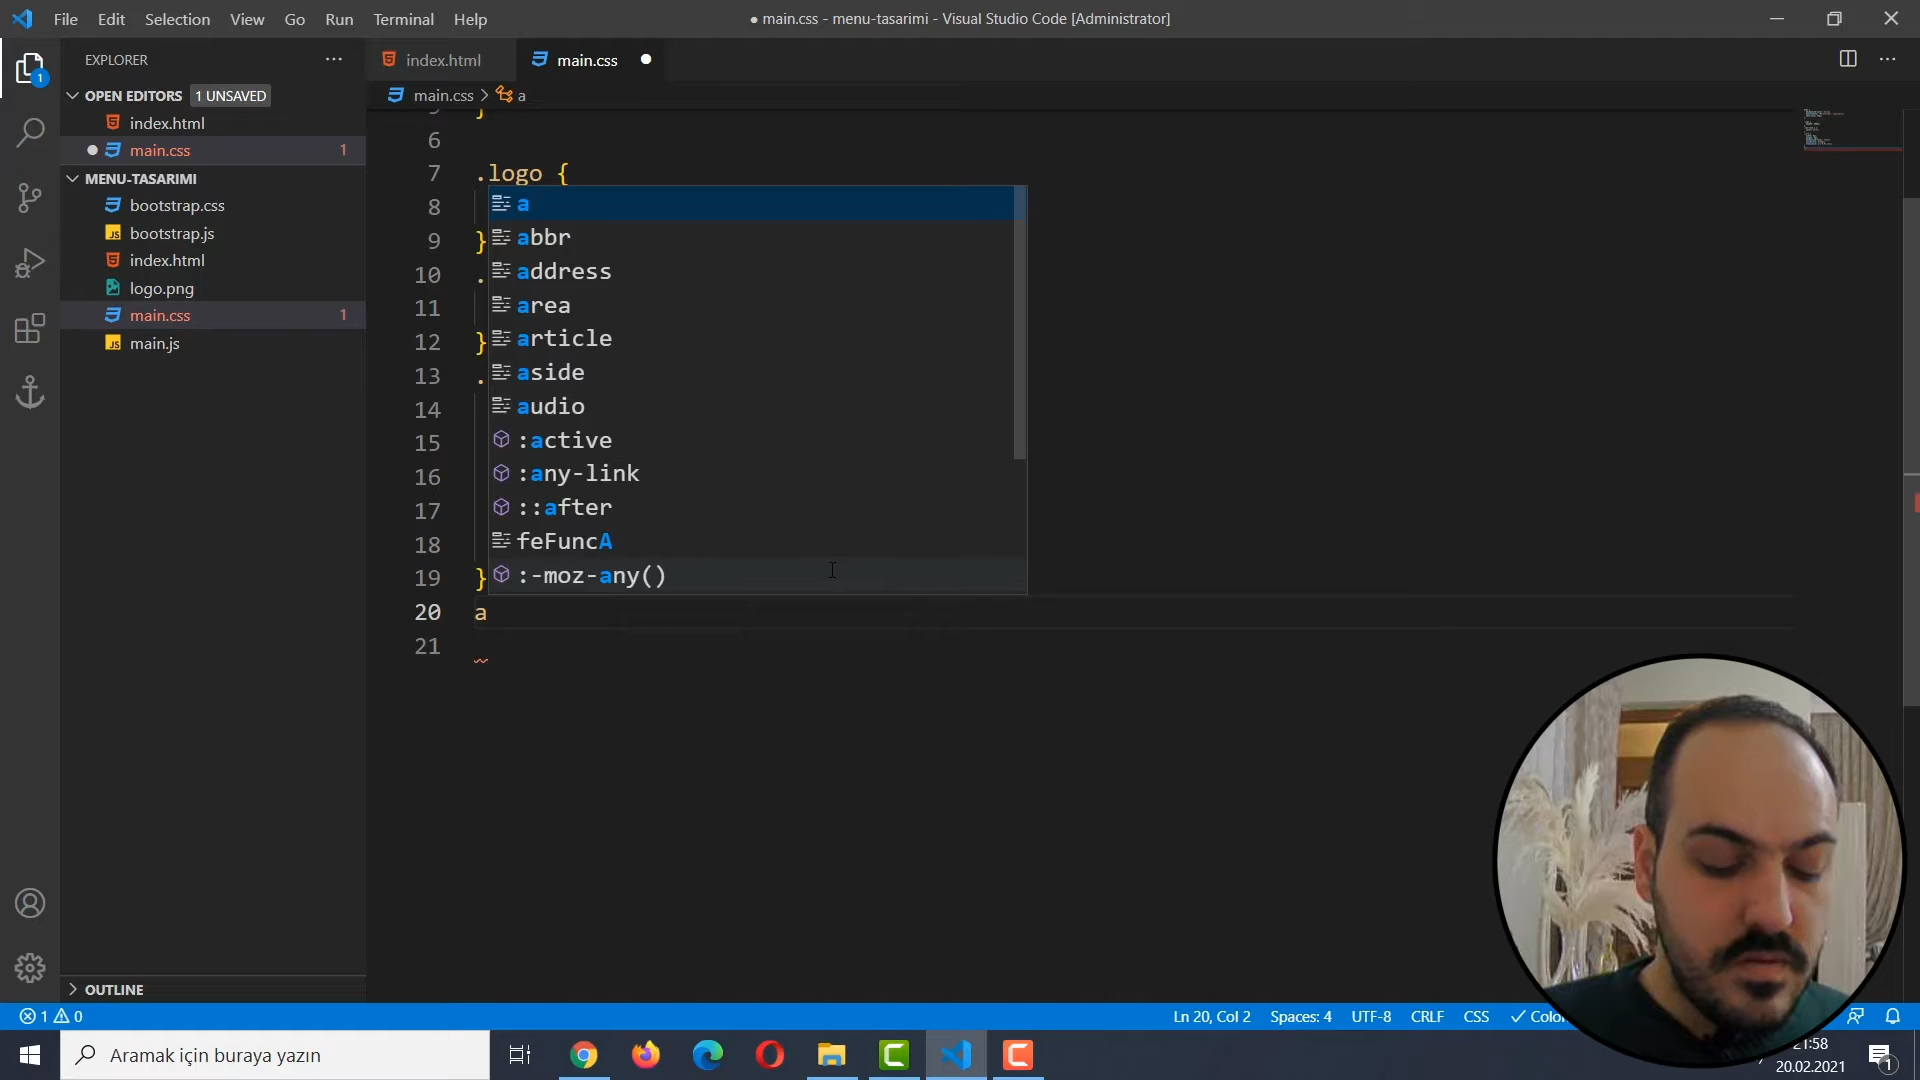 File Edit Selection View Go Run Terminal Help
● main.css - menu-tasarimi - Visual Studio Code [Administrator]
EXPLORER
index.html
main.css
OPEN EDITORS 1 UNSAVED
main.css > a
index.html
main.css 1
MENU-TASARIMI
bootstrap.css
bootstrap.js
index.html
logo.png
main.css 1
main.js
6
7 .logo {
8
9 }
10 .
11
12 }
13 .
14
15
16
17
18
19 }
20 a
21
a
abbr
address
area
article
aside
audio
:active
:any-link
::after
feFuncA
:-moz-any()
OUTLINE
1 0
Ln 20, Col 2 Spaces: 4 UTF-8 CRLF CSS
Aramak için buraya yazın
21:58
20.02.2021
1